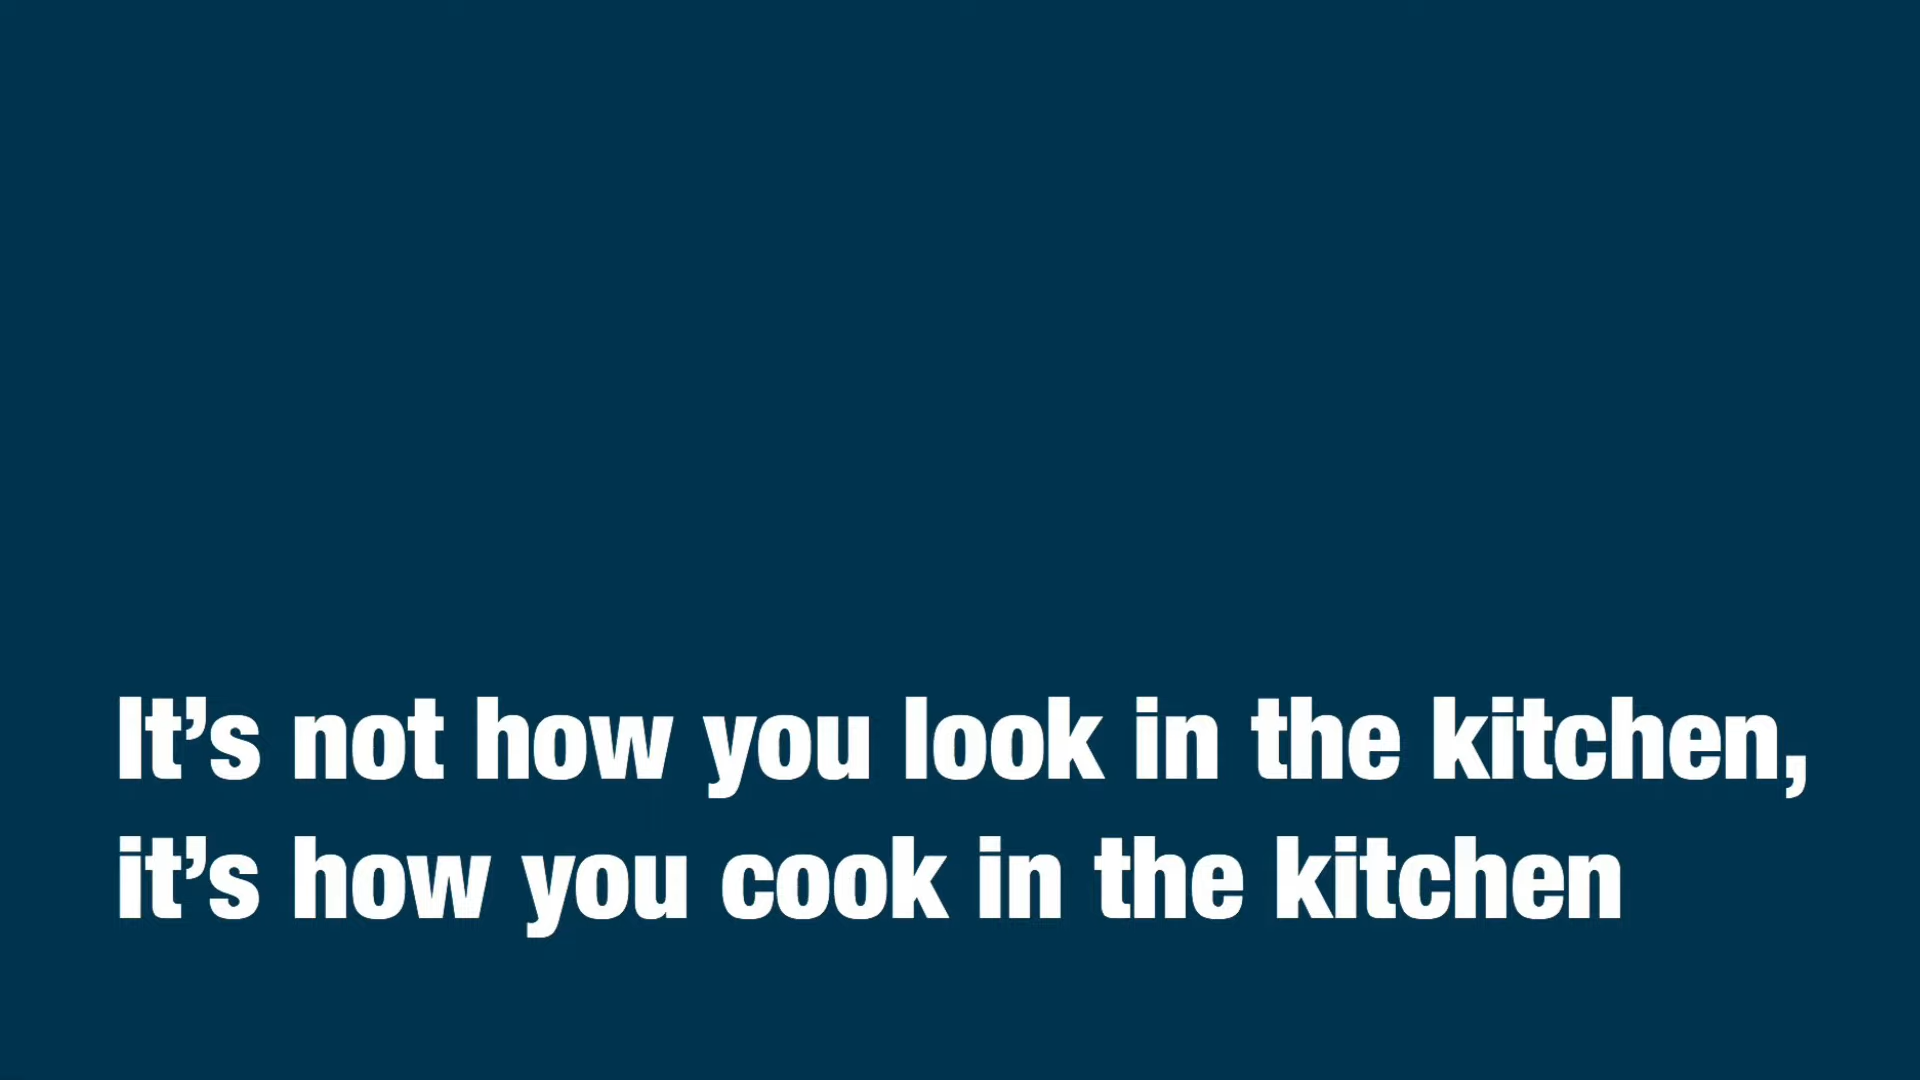 It’s not how you look in the kitchen,
it’s how you cook in the kitchen